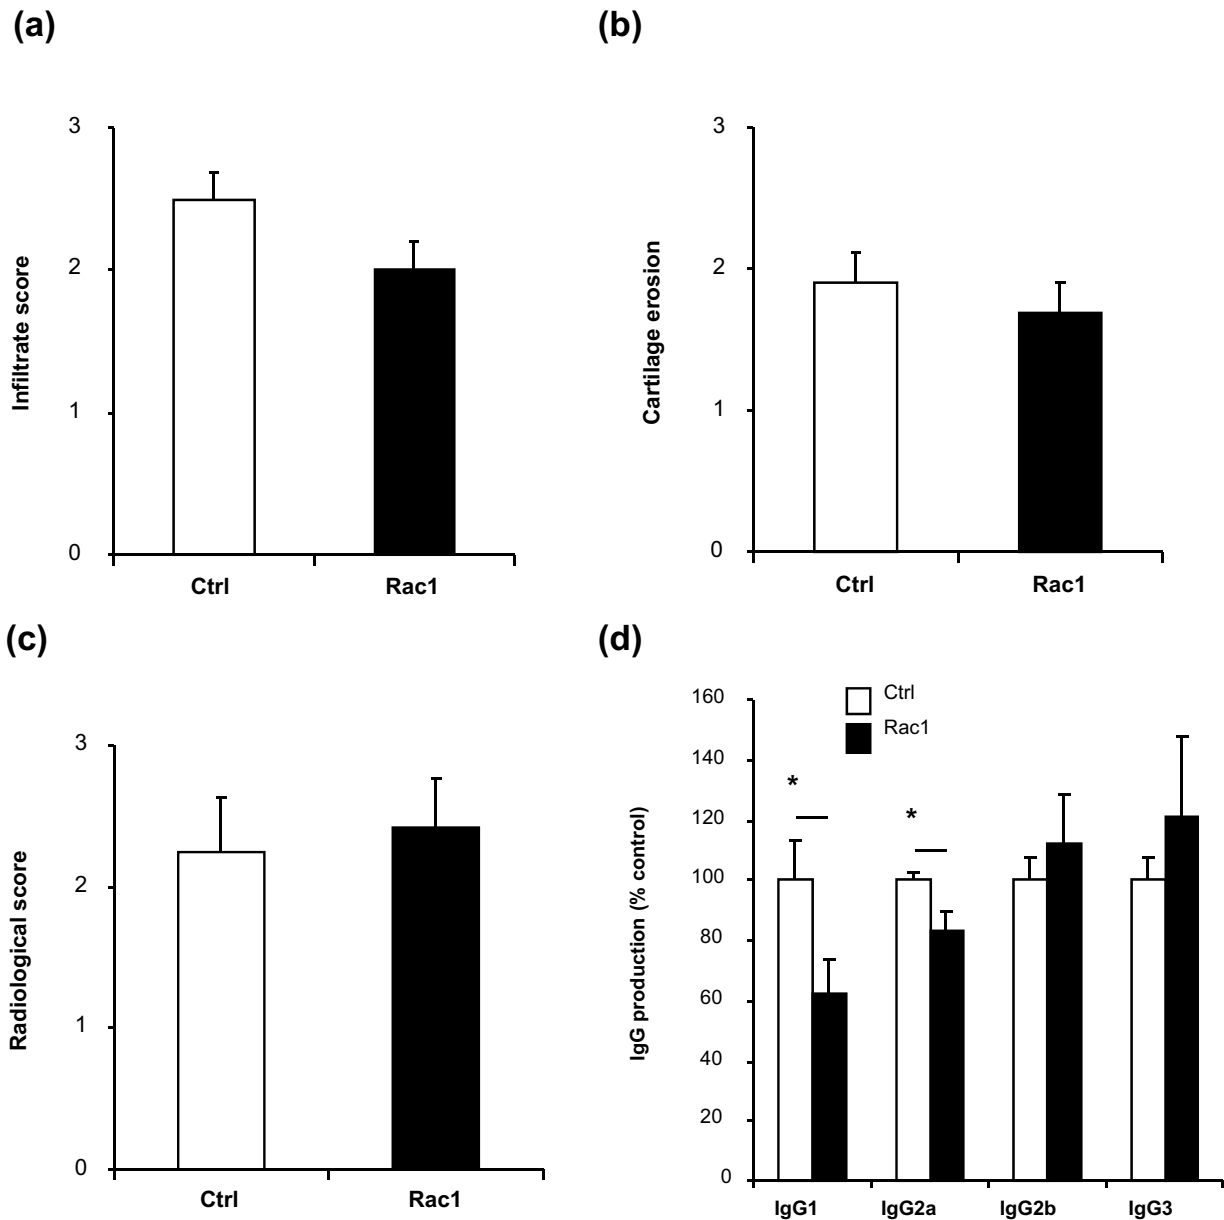 (a)
3
2
1
0
Infiltrate score
Ctrl
Rac1
(b)
3
2
1
0
Cartilage erosion
Ctrl
Rac1
(c)
3
2
1
0
Radiological score
Ctrl
Rac1
(d)
160
140
120
100
80
60
40
20
0
IgG production (% control)
Ctrl
Rac1
*
*
IgG1
IgG2a
IgG2b
IgG3